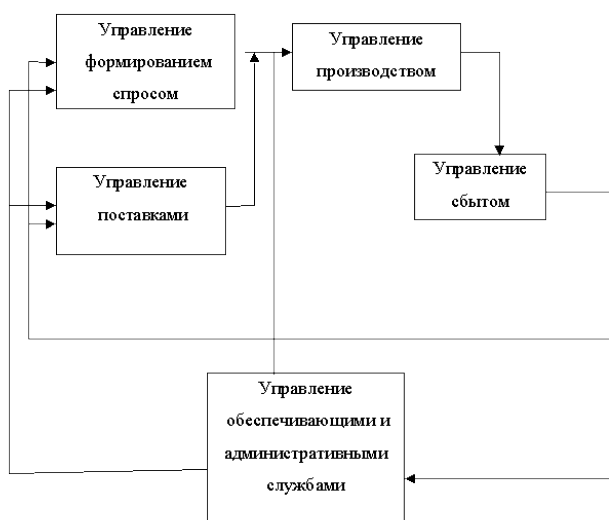 Управление
формированием
спросом
Управление
производством
Управление
поставками
Управление
сбытом
Управление
обеспечивающими и
административными
службами